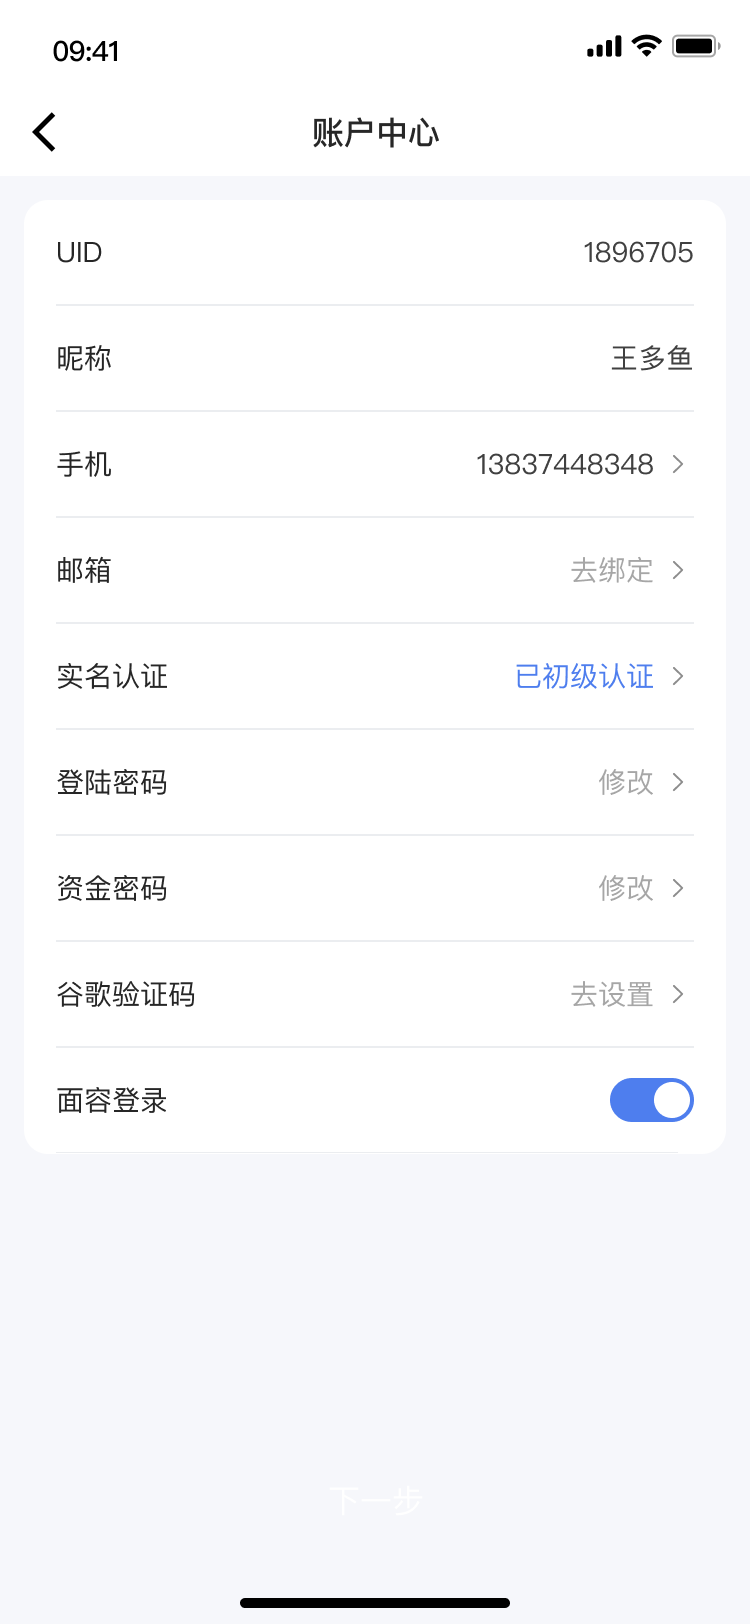 09:41
账户中心
UID 1896705
昵称 王多鱼
手机 13837448348
邮箱 去绑定
实名认证 已初级认证
登陆密码 修改
资金密码 修改
谷歌验证码 去设置
面容登录
下一步